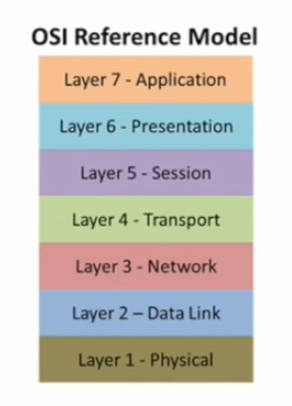 OSI Reference Model
Layer 7 - Application
Layer 6 - Presentation
Layer 5 - Session
Layer 4 - Transport
Layer 3 - Network
Layer 2 – Data Link
Layer 1 - Physical